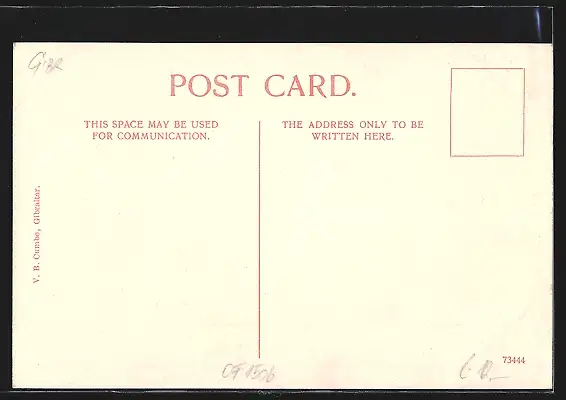 GIBR
POST CARD.
THIS SPACE MAY BE USED
FOR COMMUNICATION.
THE ADDRESS ONLY TO BE
WRITTEN HERE.
V. B. Cumbo, Gibraltar.
73444